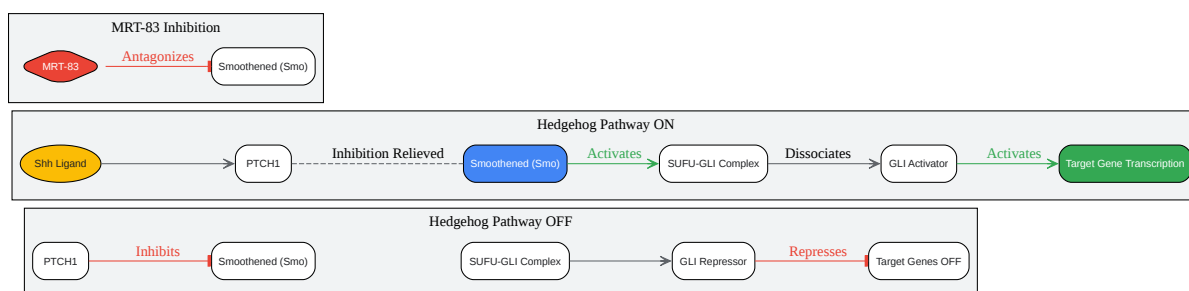 MRT-83 Inhibition
MRT-83
Antagonizes
Smoothened (Smo)
Hedgehog Pathway ON
Shh Ligand
PTCH1
Inhibition Relieved
Smoothened (Smo)
Activates
SUFU-GLI Complex
Dissociates
GLI Activator
Activates
Target Gene Transcription
Hedgehog Pathway OFF
PTCH1
Inhibits
Smoothened (Smo)
SUFU-GLI Complex
GLI Repressor
Represses
Target Genes OFF